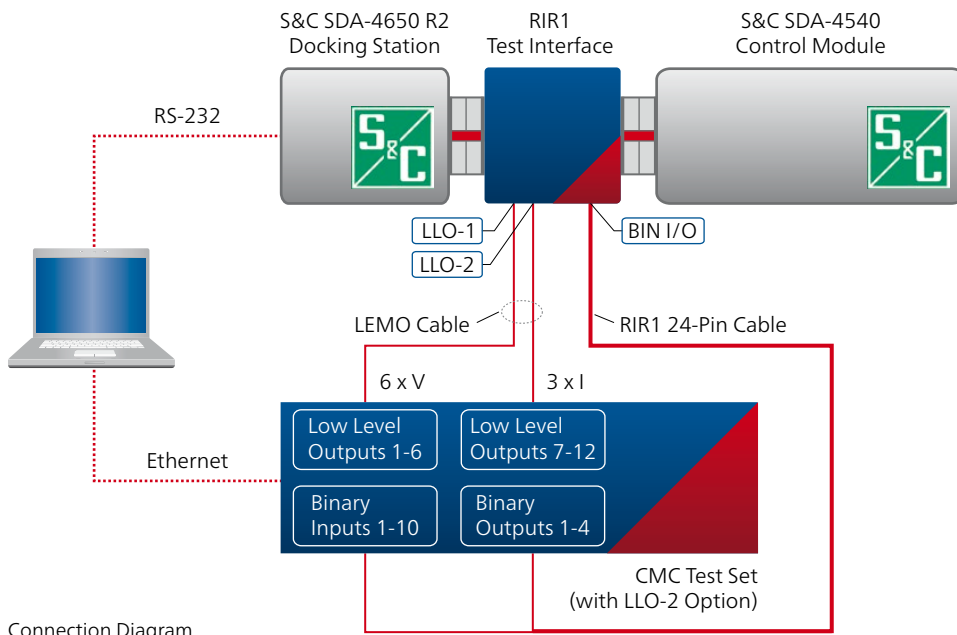 S&C SDA-4650 R2
Docking Station
RIR1
Test Interface
S&C SDA-4540
Control Module
RS-232
S&C
S&C
LLO-1
LLO-2
BIN I/O
LEMO Cable
RIR1 24-Pin Cable
6 x V
3 x I
Low Level
Outputs 1-6
Low Level
Outputs 7-12
Ethernet
Binary
Inputs 1-10
Binary
Outputs 1-4
CMC Test Set
(with LLO-2 Option)
Connection Diagram